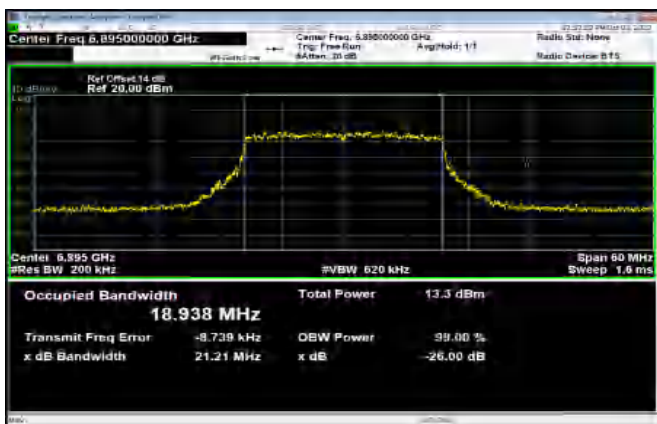 Center Freq 6.895000000 GHz
Center Freq: 6.895000000 GHz
Radio Std: None
Trig: Free Run
Avg|Hold: 1/1
#Atten: 20 dB
Radio Device: BTS
Ref Offset 14 dB
10 dB/div
Ref 20.00 dBm
Log
Center 6.895 GHz
Span 60 MHz
#Res BW 200 kHz
#VBW 620 kHz
Sweep 1.6 ms
Occupied Bandwidth
Total Power
13.3 dBm
18.938 MHz
Transmit Freq Error
-8.739 kHz
OBW Power
99.00 %
x dB Bandwidth
21.21 MHz
x dB
-26.00 dB